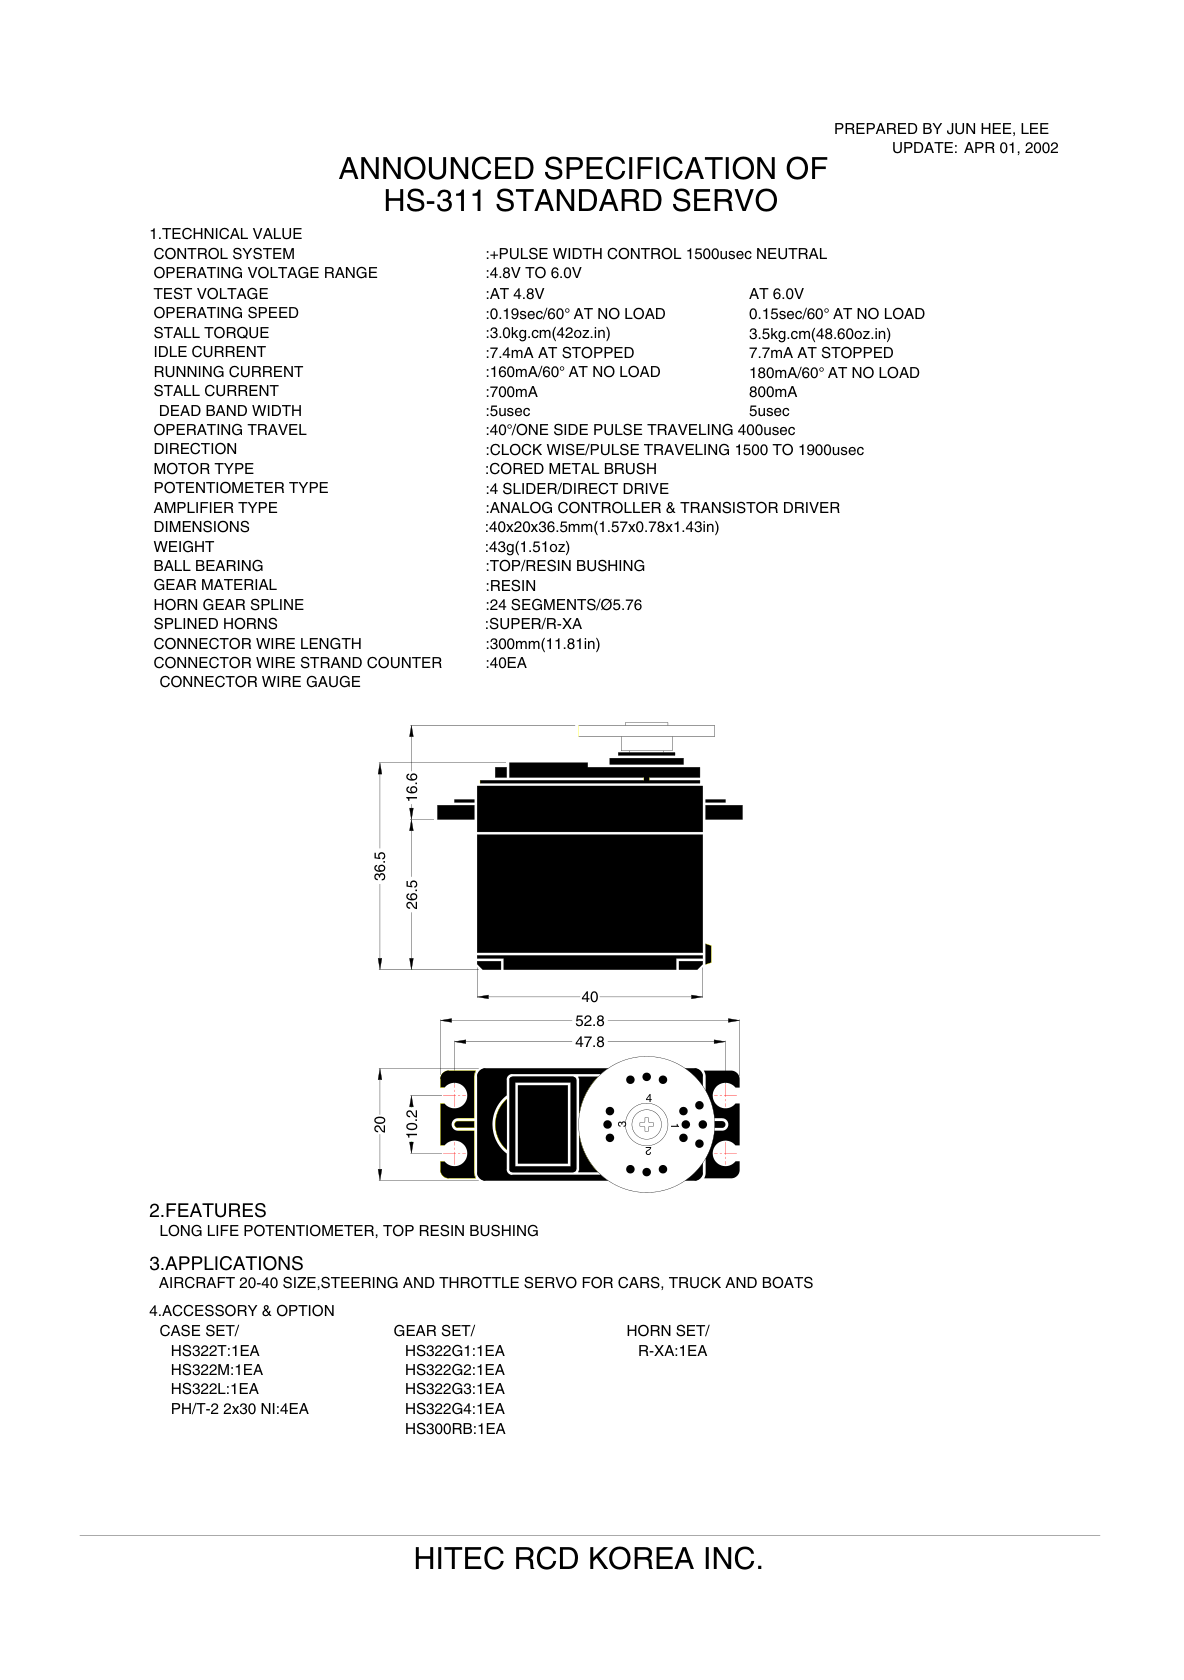 PREPARED BY JUN HEE, LEE
UPDATE: APR 01, 2002
ANNOUNCED SPECIFICATION OF
HS-311 STANDARD SERVO
1.TECHNICAL VALUE
CONTROL SYSTEM :+PULSE WIDTH CONTROL 1500usec NEUTRAL
OPERATING VOLTAGE RANGE :4.8V TO 6.0V
TEST VOLTAGE :AT 4.8V AT 6.0V
OPERATING SPEED :0.19sec/60° AT NO LOAD 0.15sec/60° AT NO LOAD
STALL TORQUE :3.0kg.cm(42oz.in) 3.5kg.cm(48.60oz.in)
IDLE CURRENT :7.4mA AT STOPPED 7.7mA AT STOPPED
RUNNING CURRENT :160mA/60° AT NO LOAD 180mA/60° AT NO LOAD
STALL CURRENT :700mA 800mA
DEAD BAND WIDTH :5usec 5usec
OPERATING TRAVEL :40°/ONE SIDE PULSE TRAVELING 400usec
DIRECTION :CLOCK WISE/PULSE TRAVELING 1500 TO 1900usec
MOTOR TYPE :CORED METAL BRUSH
POTENTIOMETER TYPE :4 SLIDER/DIRECT DRIVE
AMPLIFIER TYPE :ANALOG CONTROLLER & TRANSISTOR DRIVER
DIMENSIONS :40x20x36.5mm(1.57x0.78x1.43in)
WEIGHT :43g(1.51oz)
BALL BEARING :TOP/RESIN BUSHING
GEAR MATERIAL :RESIN
HORN GEAR SPLINE :24 SEGMENTS/Ø5.76
SPLINED HORNS :SUPER/R-XA
CONNECTOR WIRE LENGTH :300mm(11.81in)
CONNECTOR WIRE STRAND COUNTER :40EA
CONNECTOR WIRE GAUGE
16.6
36.5
26.5
40
52.8
47.8
20
10.2
4
3
1
2
2.FEATURES
LONG LIFE POTENTIOMETER, TOP RESIN BUSHING
3.APPLICATIONS
AIRCRAFT 20-40 SIZE,STEERING AND THROTTLE SERVO FOR CARS, TRUCK AND BOATS
4.ACCESSORY & OPTION
CASE SET/ GEAR SET/ HORN SET/
HS322T:1EA HS322G1:1EA R-XA:1EA
HS322M:1EA HS322G2:1EA
HS322L:1EA HS322G3:1EA
PH/T-2 2x30 NI:4EA HS322G4:1EA
HS300RB:1EA
HITEC RCD KOREA INC.